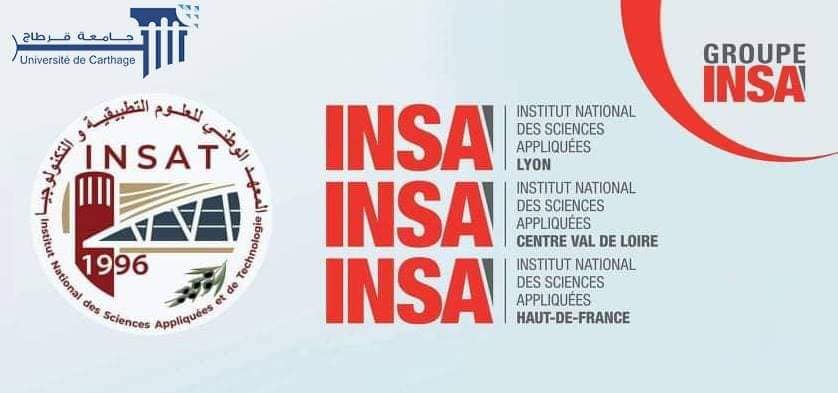 جامعة قرطاج
Université de Carthage
GROUPE
INSA
المعهد الوطني للعلوم التطبيقية و التكنولوجيا
INSAT
1996
Institut National des Sciences Appliquées et de Technologie
INSA
INSTITUT NATIONAL
DES SCIENCES
APPLIQUÉES
LYON
INSA
INSTITUT NATIONAL
DES SCIENCES
APPLIQUÉES
CENTRE VAL DE LOIRE
INSA
INSTITUT NATIONAL
DES SCIENCES
APPLIQUÉES
HAUT-DE-FRANCE